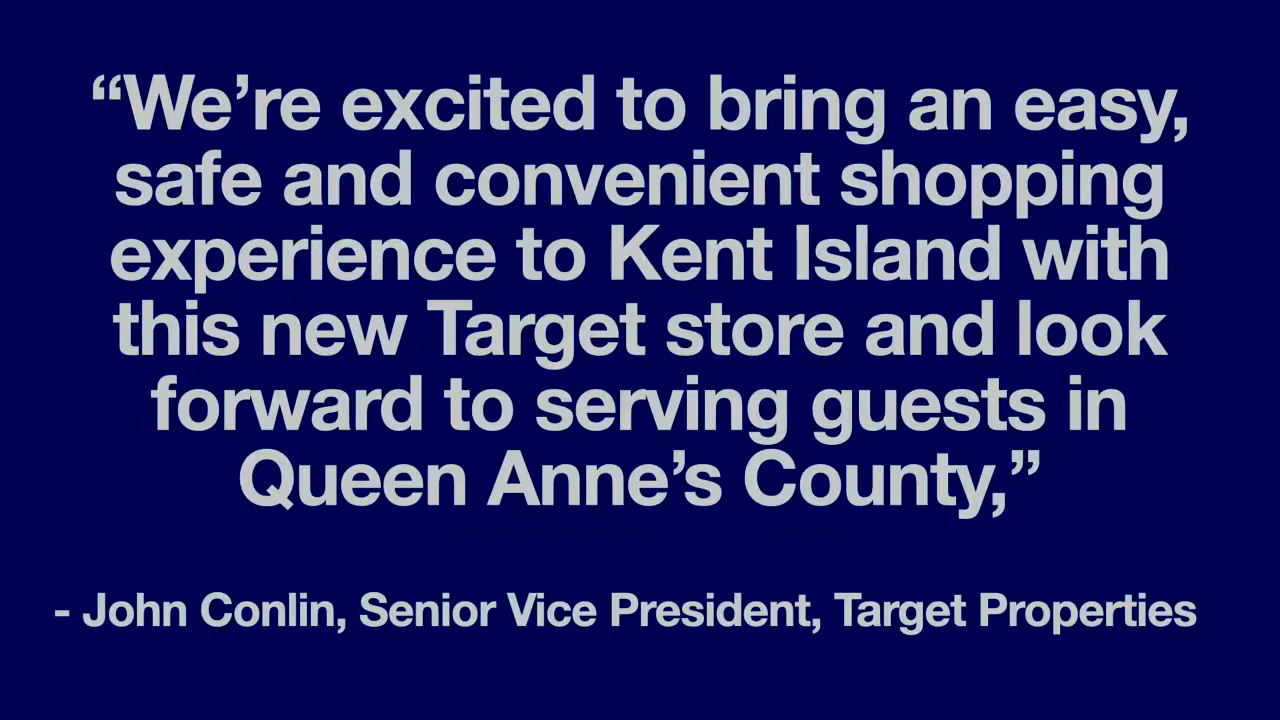 “We’re excited to bring an easy,
safe and convenient shopping
experience to Kent Island with
this new Target store and look
forward to serving guests in
Queen Anne’s County,”
- John Conlin, Senior Vice President, Target Properties